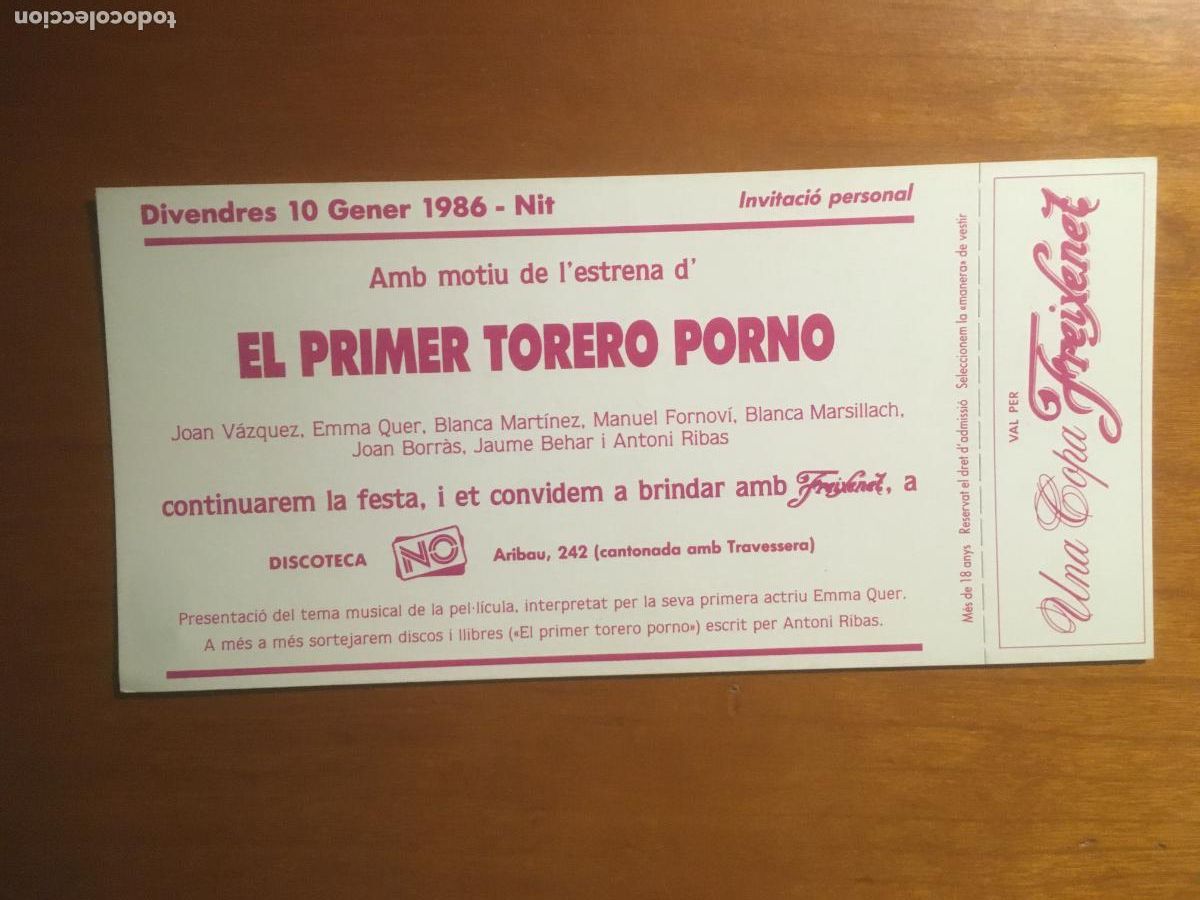 Divendres 10 Gener 1986 - Nit
Invitació personal
Amb motiu de l'estrena d'
EL PRIMER TORERO PORNO
Joan Vázquez, Emma Quer, Blanca Martínez, Manuel Fornoví, Blanca Marsillach,
Joan Borràs, Jaume Behar i Antoni Ribas
continuarem la festa, i et convidem a brindar amb Freixenet, a
DISCOTECA NO Aribau, 242 (cantonada amb Travessera)
Presentació del tema musical de la pel·lícula, interpretat per la seva primera actriu Emma Quer.
A més a més sortejarem discos i llibres («El primer torero porno») escrit per Antoni Ribas.
Més de 18 anys Reservat el dret d'admissió Seleccionem la «manera» de vestir
VAL PER
Una Copa Freixenet
todocoleccion